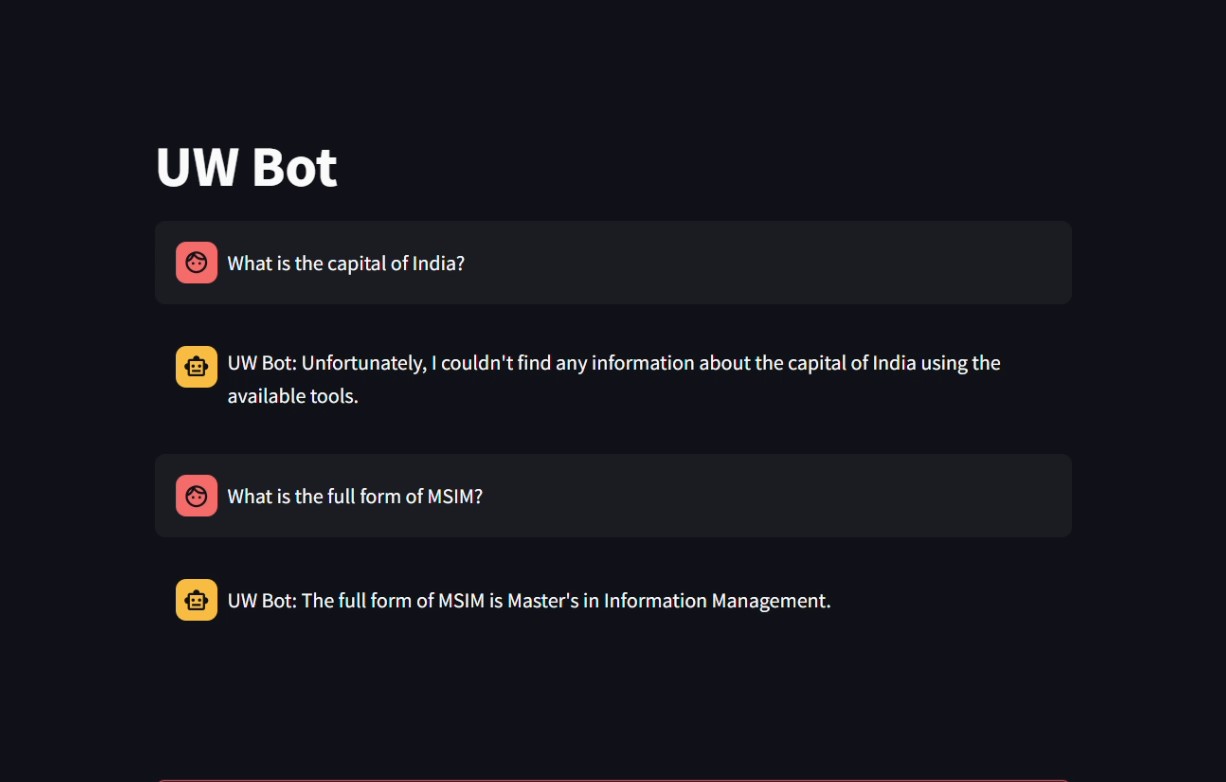 UW Bot
What is the capital of India?
UW Bot: Unfortunately, I couldn't find any information about the capital of India using the
available tools.
What is the full form of MSIM?
UW Bot: The full form of MSIM is Master's in Information Management.